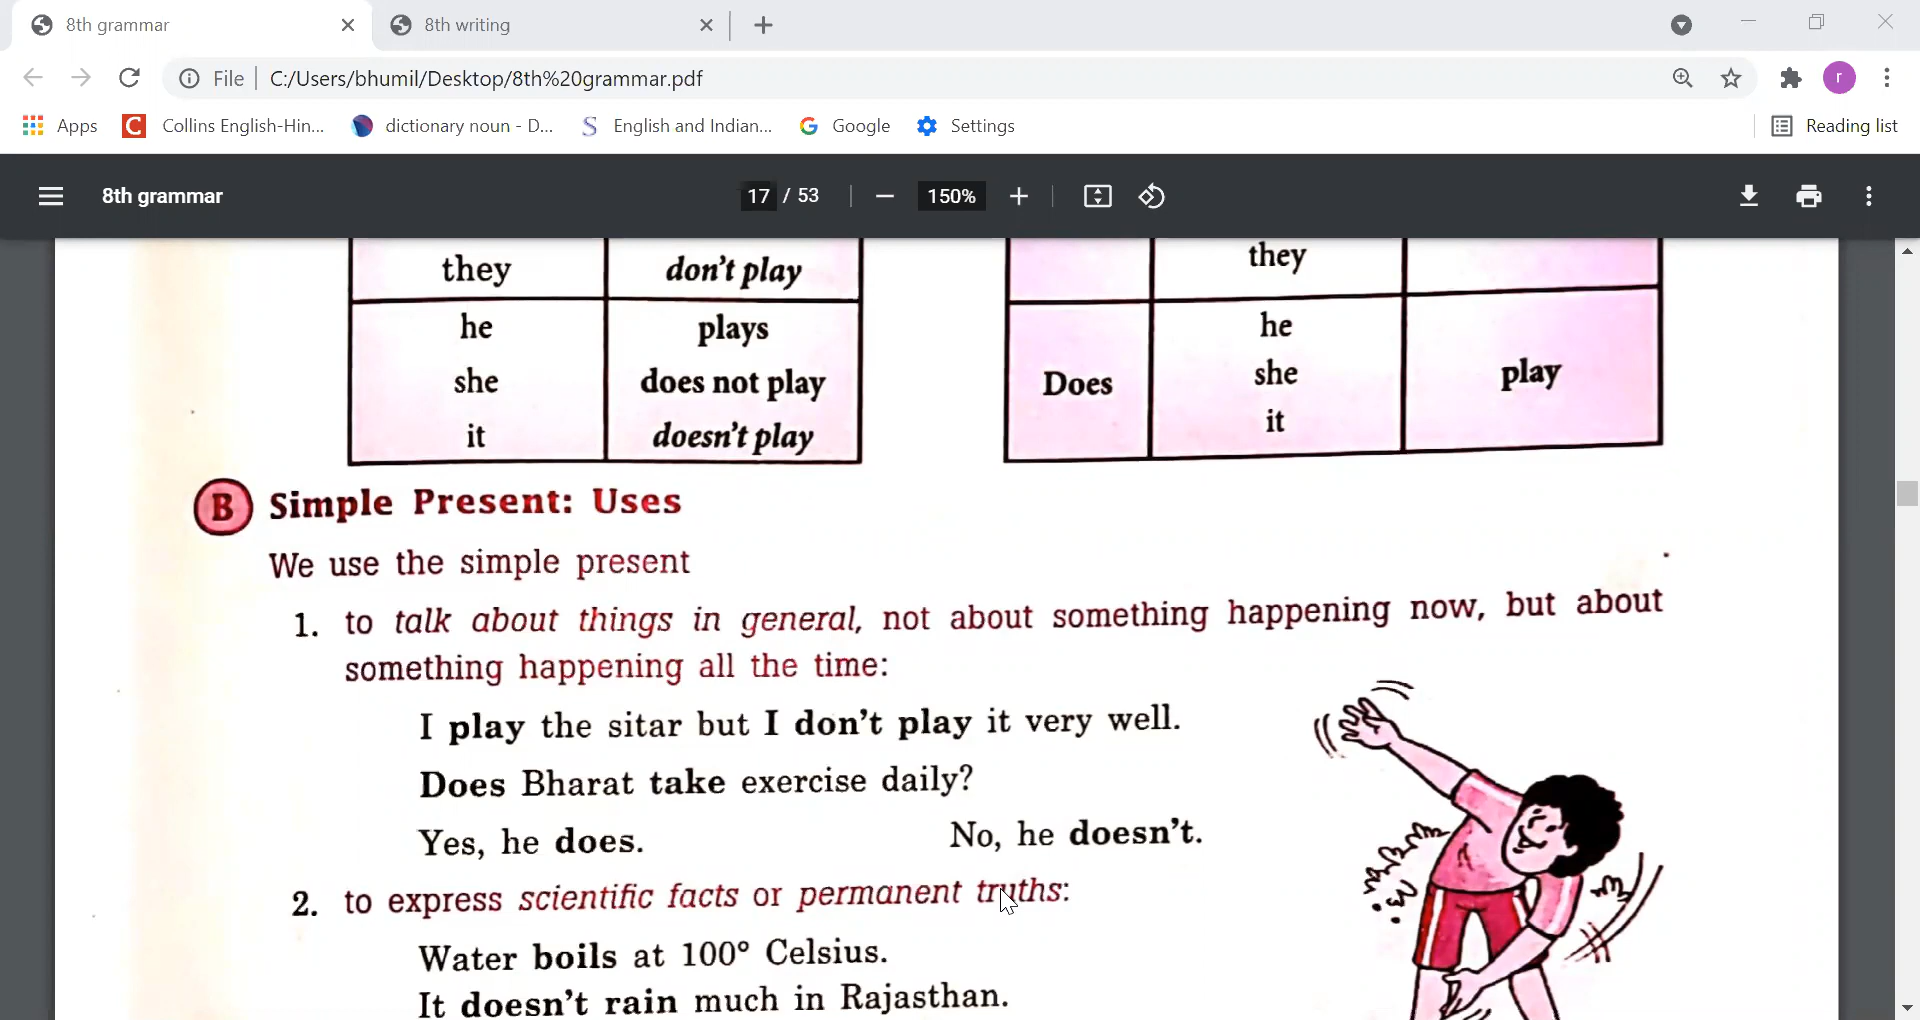 8th grammar
8th writing
File C:/Users/bhumil/Desktop/8th%20grammar.pdf
r
Apps
Collins English-Hin...
dictionary noun - D...
English and Indian...
Google
Settings
Reading list
8th grammar
17 / 53
150%
they don't play
he plays
she does not play
it doesn't play
they
he
Does she play
it
B Simple Present: Uses
We use the simple present
1. to talk about things in general, not about something happening now, but about
something happening all the time:
I play the sitar but I don't play it very well.
Does Bharat take exercise daily?
Yes, he does. No, he doesn't.
2. to express scientific facts or permanent truths:
Water boils at 100° Celsius.
It doesn't rain much in Rajasthan.